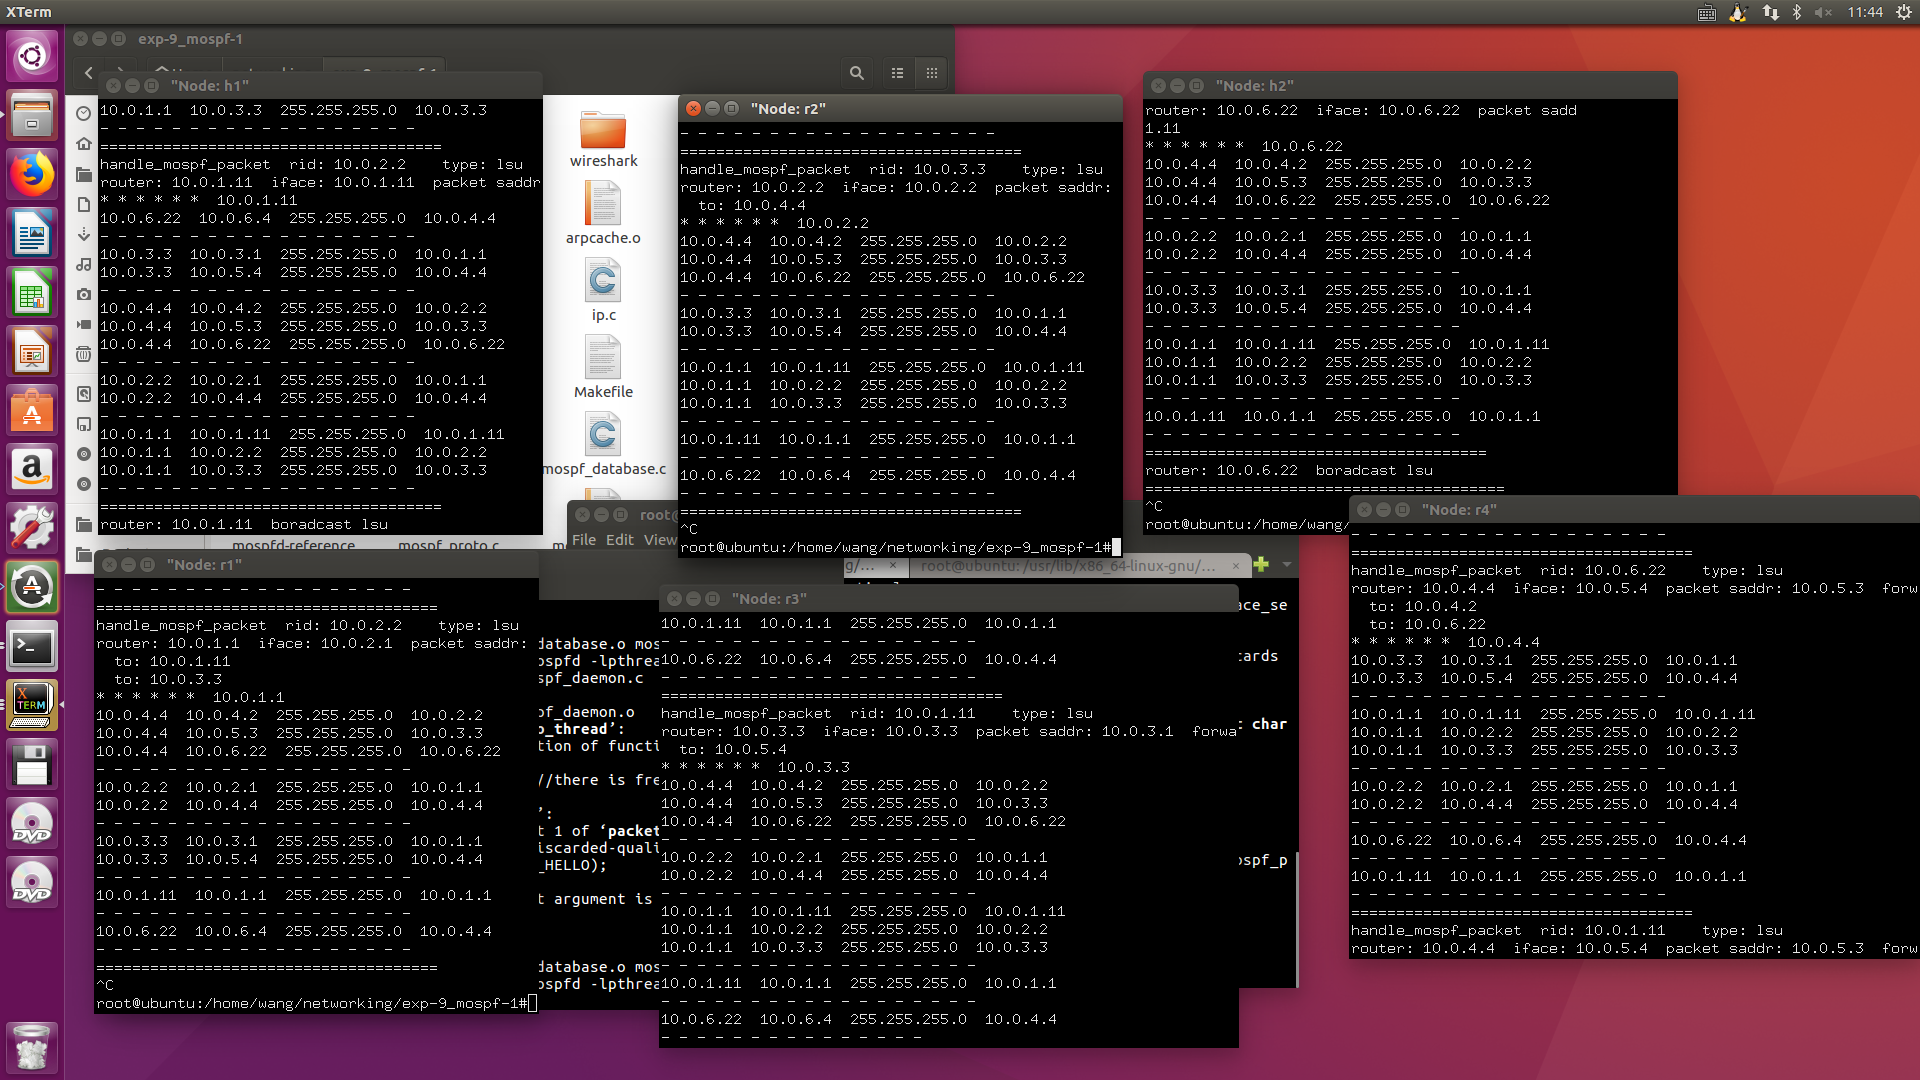 XTerm
11:44
exp-9_mospf-1
"Node: h1"
10.0.1.1  10.0.3.3  255.255.255.0  10.0.3.3
- - - - - - - - - - - - - - - - - -
======================================
handle_mospf_packet  rid: 10.0.2.2    type: lsu
router: 10.0.1.11  iface: 10.0.1.11  packet saddr
* * * * * *  10.0.1.11
10.0.6.22  10.0.6.4  255.255.255.0  10.0.4.4
- - - - - - - - - - - - - - - - - -
10.0.3.3  10.0.3.1  255.255.255.0  10.0.1.1
10.0.3.3  10.0.5.4  255.255.255.0  10.0.4.4
- - - - - - - - - - - - - - - - - -
10.0.4.4  10.0.4.2  255.255.255.0  10.0.2.2
10.0.4.4  10.0.5.3  255.255.255.0  10.0.3.3
10.0.4.4  10.0.6.22  255.255.255.0  10.0.6.22
- - - - - - - - - - - - - - - - - -
10.0.2.2  10.0.2.1  255.255.255.0  10.0.1.1
10.0.2.2  10.0.4.4  255.255.255.0  10.0.4.4
- - - - - - - - - - - - - - - - - -
10.0.1.1  10.0.1.11  255.255.255.0  10.0.1.11
10.0.1.1  10.0.2.2  255.255.255.0  10.0.2.2
10.0.1.1  10.0.3.3  255.255.255.0  10.0.3.3
- - - - - - - - - - - - - - - - - -
======================================
router: 10.0.1.11  boradcast lsu
wireshark
arpcache.o
ip.c
Makefile
mospf_database.c
mospfd-reference
mospf_proto.c
"Node: r2"
- - - - - - - - - - - - - - - - - -
======================================
handle_mospf_packet  rid: 10.0.3.3    type: lsu
router: 10.0.2.2  iface: 10.0.2.2  packet saddr:
  to: 10.0.4.4
* * * * * *  10.0.2.2
10.0.4.4  10.0.4.2  255.255.255.0  10.0.2.2
10.0.4.4  10.0.5.3  255.255.255.0  10.0.3.3
10.0.4.4  10.0.6.22  255.255.255.0  10.0.6.22
- - - - - - - - - - - - - - - - - -
10.0.3.3  10.0.3.1  255.255.255.0  10.0.1.1
10.0.3.3  10.0.5.4  255.255.255.0  10.0.4.4
- - - - - - - - - - - - - - - - - -
10.0.1.1  10.0.1.11  255.255.255.0  10.0.1.11
10.0.1.1  10.0.2.2  255.255.255.0  10.0.2.2
10.0.1.1  10.0.3.3  255.255.255.0  10.0.3.3
- - - - - - - - - - - - - - - - - -
10.0.1.11  10.0.1.1  255.255.255.0  10.0.1.1
- - - - - - - - - - - - - - - - - -
10.0.6.22  10.0.6.4  255.255.255.0  10.0.4.4
- - - - - - - - - - - - - - - - - -
======================================
^C
root@ubuntu:/home/wang/networking/exp-9_mospf-1#
"Node: h2"
router: 10.0.6.22  iface: 10.0.6.22  packet sadd
1.11
* * * * * *  10.0.6.22
10.0.4.4  10.0.4.2  255.255.255.0  10.0.2.2
10.0.4.4  10.0.5.3  255.255.255.0  10.0.3.3
10.0.4.4  10.0.6.22  255.255.255.0  10.0.6.22
- - - - - - - - - - - - - - - - - -
10.0.2.2  10.0.2.1  255.255.255.0  10.0.1.1
10.0.2.2  10.0.4.4  255.255.255.0  10.0.4.4
- - - - - - - - - - - - - - - - - -
10.0.3.3  10.0.3.1  255.255.255.0  10.0.1.1
10.0.3.3  10.0.5.4  255.255.255.0  10.0.4.4
- - - - - - - - - - - - - - - - - -
10.0.1.1  10.0.1.11  255.255.255.0  10.0.1.11
10.0.1.1  10.0.2.2  255.255.255.0  10.0.2.2
10.0.1.1  10.0.3.3  255.255.255.0  10.0.3.3
- - - - - - - - - - - - - - - - - -
10.0.1.11  10.0.1.1  255.255.255.0  10.0.1.1
- - - - - - - - - - - - - - - - - -
======================================
router: 10.0.6.22  boradcast lsu
========================================
^C
root@ubuntu:/home/wang/
root@
File Edit View
g/...
root@ubuntu: /usr/lib/x86_64-linux-gnu/...
ace_se
database.o mos
ospfd -lpthrea
cards
spf_daemon.c
pf_daemon.o
o_thread’:
c char
tion of functi
//there is fre
’:
t 1 of ‘packet
iscarded-quali
ospf_p
_HELLO);
t argument is
database.o mos
ospfd -lpthrea
"Node: r1"
- - - - - - - - - - - - - - - - - -
======================================
handle_mospf_packet  rid: 10.0.2.2    type: lsu
router: 10.0.1.1  iface: 10.0.2.1  packet saddr:
  to: 10.0.1.11
  to: 10.0.3.3
* * * * * *  10.0.1.1
10.0.4.4  10.0.4.2  255.255.255.0  10.0.2.2
10.0.4.4  10.0.5.3  255.255.255.0  10.0.3.3
10.0.4.4  10.0.6.22  255.255.255.0  10.0.6.22
- - - - - - - - - - - - - - - - - -
10.0.2.2  10.0.2.1  255.255.255.0  10.0.1.1
10.0.2.2  10.0.4.4  255.255.255.0  10.0.4.4
- - - - - - - - - - - - - - - - - -
10.0.3.3  10.0.3.1  255.255.255.0  10.0.1.1
10.0.3.3  10.0.5.4  255.255.255.0  10.0.4.4
- - - - - - - - - - - - - - - - - -
10.0.1.11  10.0.1.1  255.255.255.0  10.0.1.1
- - - - - - - - - - - - - - - - - -
10.0.6.22  10.0.6.4  255.255.255.0  10.0.4.4
- - - - - - - - - - - - - - - - - -
======================================
^C
root@ubuntu:/home/wang/networking/exp-9_mospf-1#
"Node: r3"
10.0.1.11  10.0.1.1  255.255.255.0  10.0.1.1
- - - - - - - - - - - - - - - - - -
10.0.6.22  10.0.6.4  255.255.255.0  10.0.4.4
- - - - - - - - - - - - - - - - - -
======================================
handle_mospf_packet  rid: 10.0.1.11    type: lsu
router: 10.0.3.3  iface: 10.0.3.3  packet saddr: 10.0.3.1  forwa
  to: 10.0.5.4
* * * * * *  10.0.3.3
10.0.4.4  10.0.4.2  255.255.255.0  10.0.2.2
10.0.4.4  10.0.5.3  255.255.255.0  10.0.3.3
10.0.4.4  10.0.6.22  255.255.255.0  10.0.6.22
- - - - - - - - - - - - - - - - - -
10.0.2.2  10.0.2.1  255.255.255.0  10.0.1.1
10.0.2.2  10.0.4.4  255.255.255.0  10.0.4.4
- - - - - - - - - - - - - - - - - -
10.0.1.1  10.0.1.11  255.255.255.0  10.0.1.11
10.0.1.1  10.0.2.2  255.255.255.0  10.0.2.2
10.0.1.1  10.0.3.3  255.255.255.0  10.0.3.3
- - - - - - - - - - - - - - - - - -
10.0.1.11  10.0.1.1  255.255.255.0  10.0.1.1
- - - - - - - - - - - - - - - - - -
10.0.6.22  10.0.6.4  255.255.255.0  10.0.4.4
- - - - - - - - - - - - - - -
"Node: r4"
- - - - - - - - - - - - - - - - - -
======================================
handle_mospf_packet  rid: 10.0.6.22    type: lsu
router: 10.0.4.4  iface: 10.0.5.4  packet saddr: 10.0.5.3  forw
  to: 10.0.4.2
  to: 10.0.6.22
* * * * * *  10.0.4.4
10.0.3.3  10.0.3.1  255.255.255.0  10.0.1.1
10.0.3.3  10.0.5.4  255.255.255.0  10.0.4.4
- - - - - - - - - - - - - - - - - -
10.0.1.1  10.0.1.11  255.255.255.0  10.0.1.11
10.0.1.1  10.0.2.2  255.255.255.0  10.0.2.2
10.0.1.1  10.0.3.3  255.255.255.0  10.0.3.3
- - - - - - - - - - - - - - - - - -
10.0.2.2  10.0.2.1  255.255.255.0  10.0.1.1
10.0.2.2  10.0.4.4  255.255.255.0  10.0.4.4
- - - - - - - - - - - - - - - - - -
10.0.6.22  10.0.6.4  255.255.255.0  10.0.4.4
- - - - - - - - - - - - - - - - - -
10.0.1.11  10.0.1.1  255.255.255.0  10.0.1.1
- - - - - - - - - - - - - - - - - -
======================================
handle_mospf_packet  rid: 10.0.1.11    type: lsu
router: 10.0.4.4  iface: 10.0.5.4  packet saddr: 10.0.5.3  forw